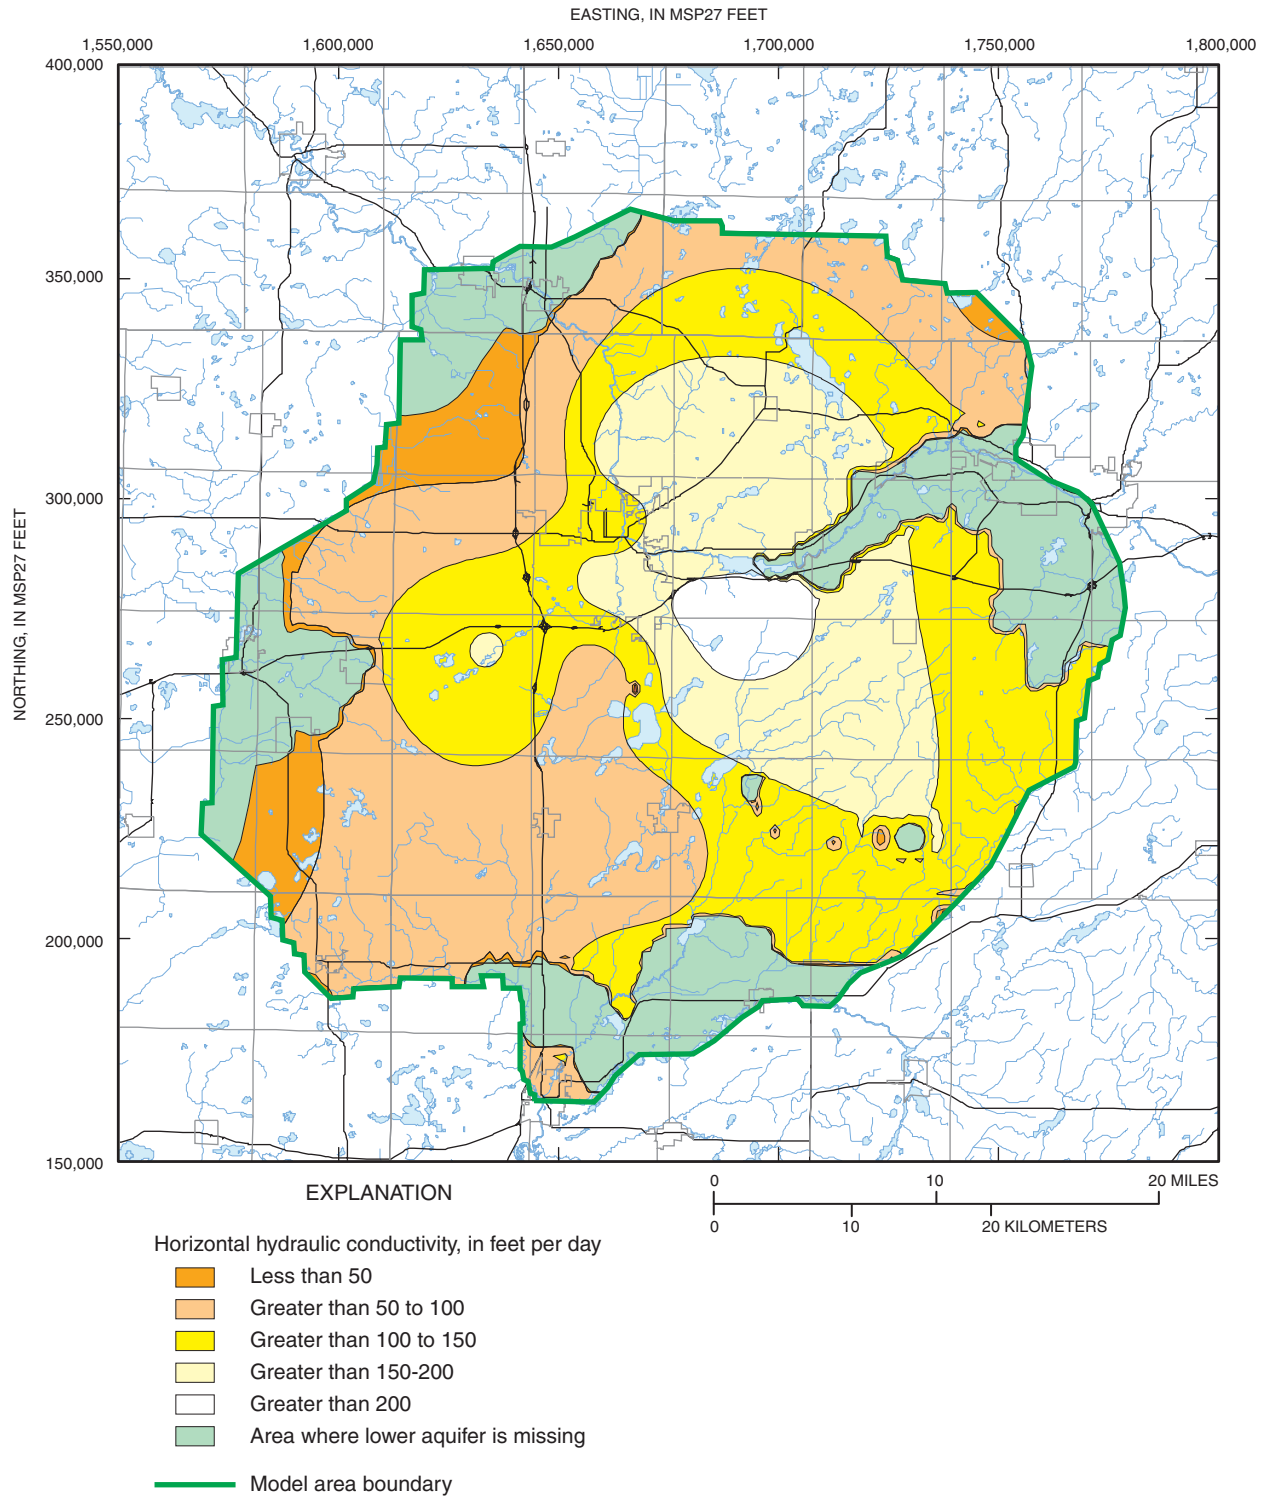 EASTING, IN MSP27 FEET
1,550,000 1,600,000 1,650,000 1,700,000 1,750,000 1,800,000
400,000
350,000
300,000
250,000
200,000
150,000
NORTHING, IN MSP27 FEET
EXPLANATION
0 10 20 MILES
0 10 20 KILOMETERS
Horizontal hydraulic conductivity, in feet per day
Less than 50
Greater than 50 to 100
Greater than 100 to 150
Greater than 150-200
Greater than 200
Area where lower aquifer is missing
Model area boundary